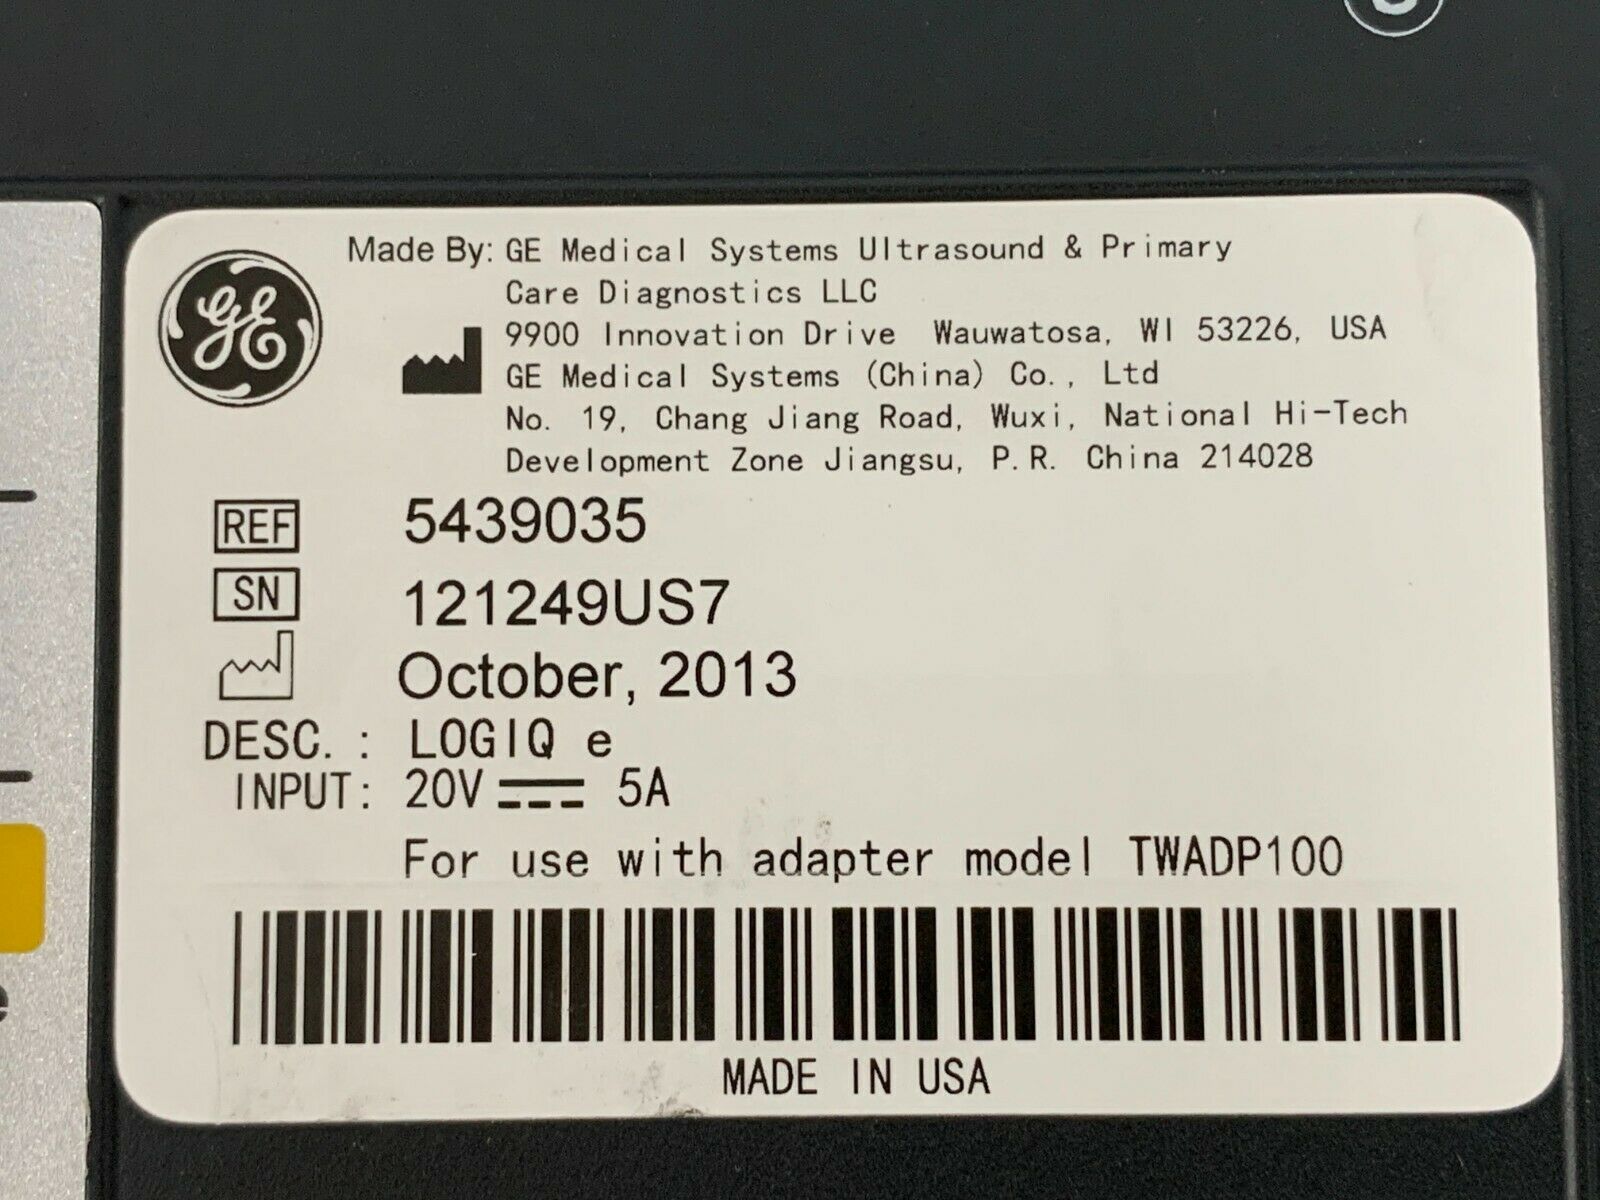 GE
Made By: GE Medical Systems Ultrasound & Primary
Care Diagnostics LLC
9900 Innovation Drive Wauwatosa, WI 53226, USA
GE Medical Systems (China) Co., Ltd
No. 19, Chang Jiang Road, Wuxi, National Hi-Tech
Development Zone Jiangsu, P.R. China 214028
REF 5439035
SN 121249US7
October, 2013
DESC. : LOGIQ e
INPUT: 20V 5A
For use with adapter model TWADP100
MADE IN USA